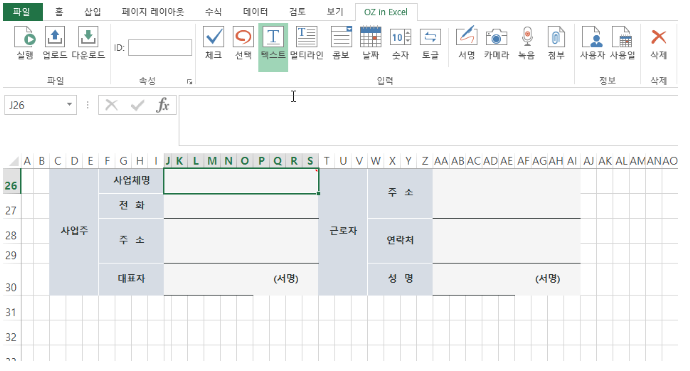 파일 홈 삽입 페이지 레이아웃 수식 데이터 검토 보기 OZ in Excel
ID:
실행 업로드 다운로드 체크 선택 텍스트 멀티라인 콤보 날짜 숫자 토글 서명 카메라 녹음 첨부 사용자 사용일 삭제
파일 속성 입력 정보 삭제
J26 fx
A B C D E F G H I J K L M N O P Q R S T U V W X Y Z AA AB AC AD AE AF AG AH AI AJ AK AL AM AN AO
26 사업체명
주 소
27 전 화
사업주 근로자
28 주 소 연락처
29
30 대표자 (서명) 성 명 (서명)
31
32